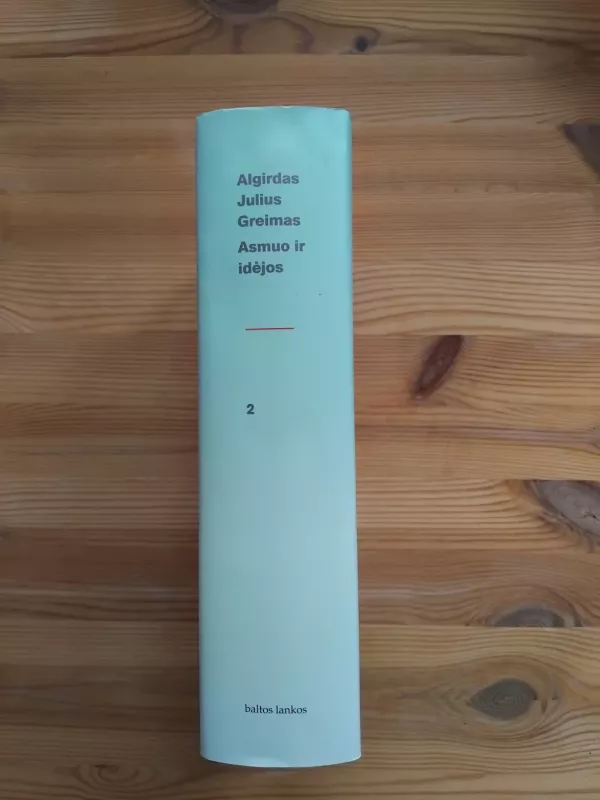 Algirdas
Julius
Greimas
Asmuo ir
idėjos
2
baltos lankos